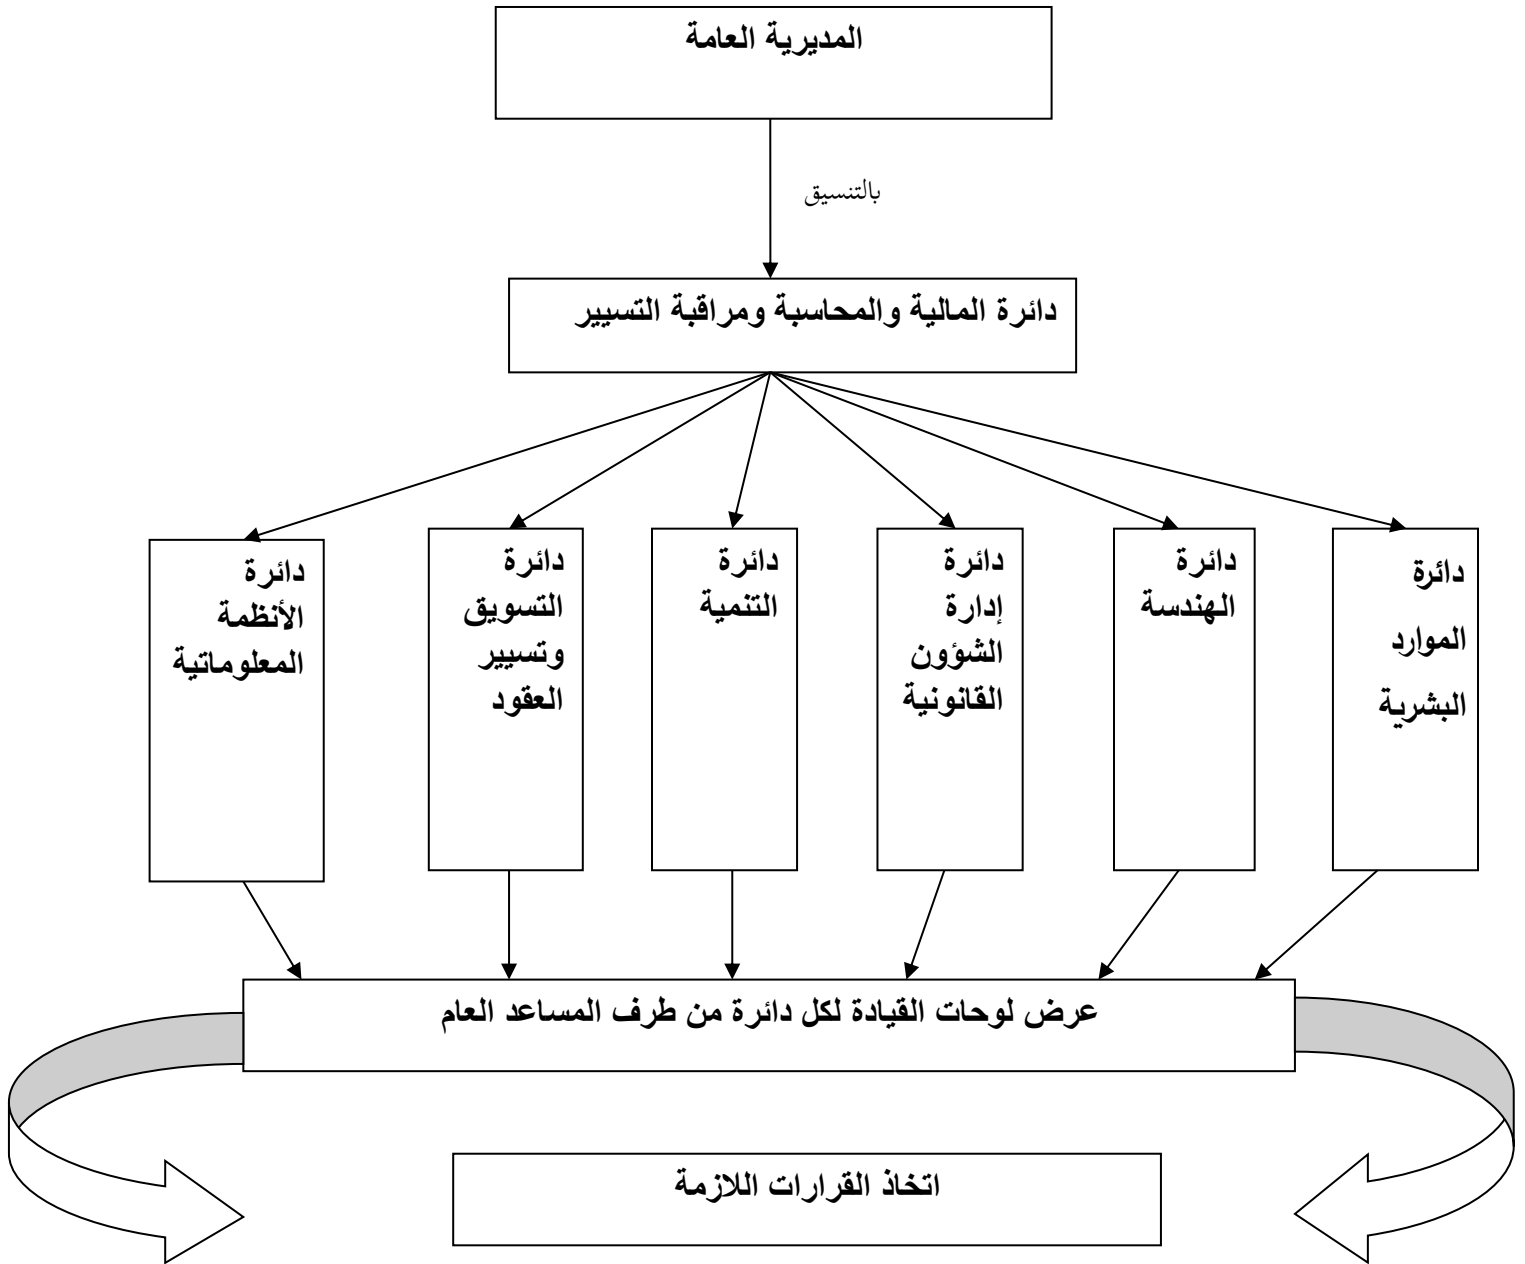 المديرية العامة
بالتنسيق
دائرة المالية والمحاسبة ومراقبة التسيير
دائرة
الموارد
البشرية
دائرة
الهندسة
دائرة
إدارة
الشؤون
القانونية
دائرة
التنمية
دائرة
التسويق
وتسيير
العقود
دائرة
الأنظمة
المعلوماتية
عرض لوحات القيادة لكل دائرة من طرف المساعد العام
اتخاذ القرارات اللازمة